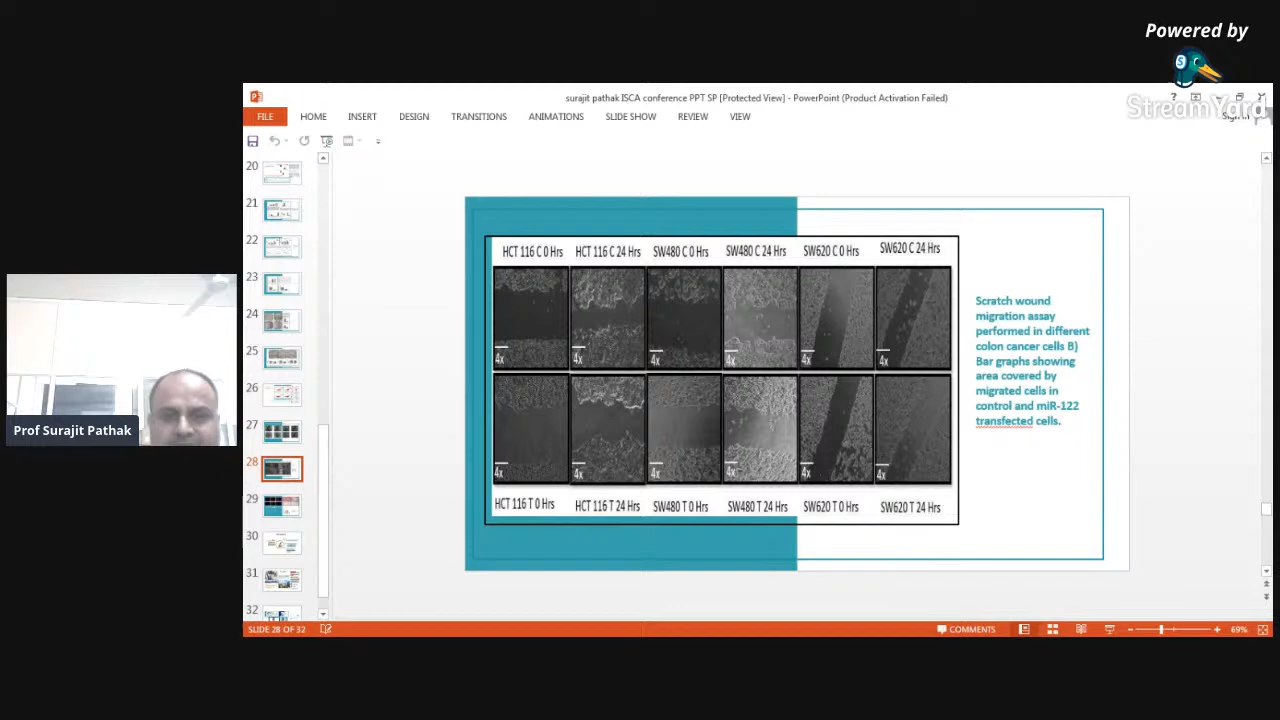 Powered by
StreamYard
surajit pathak ISCA conference PPT SP [Protected View] - PowerPoint (Product Activation Failed)
?
FILE HOME INSERT DESIGN TRANSITIONS ANIMATIONS SLIDE SHOW REVIEW VIEW
20
21
22
23
24
25
26
27
28
29
30
31
32
HCT 116 C 0 Hrs HCT 116 C 24 Hrs SW480 C 0 Hrs SW480 C 24 Hrs SW620 C 0 Hrs SW620 C 24 Hrs
4x 4x 4x 4x 4x 4x
4x 4x 4x 4x 4x 4x
HCT 116 T 0 Hrs HCT 116 T 24 Hrs SW480 T 0 Hrs SW480 T 24 Hrs SW620 T 0 Hrs SW620 T 24 Hrs
Scratch wound
migration assay
performed in different
colon cancer cells B)
Bar graphs showing
area covered by
migrated cells in
control and miR-122
transfected cells.
Prof Surajit Pathak
SLIDE 28 OF 32
COMMENTS
69%